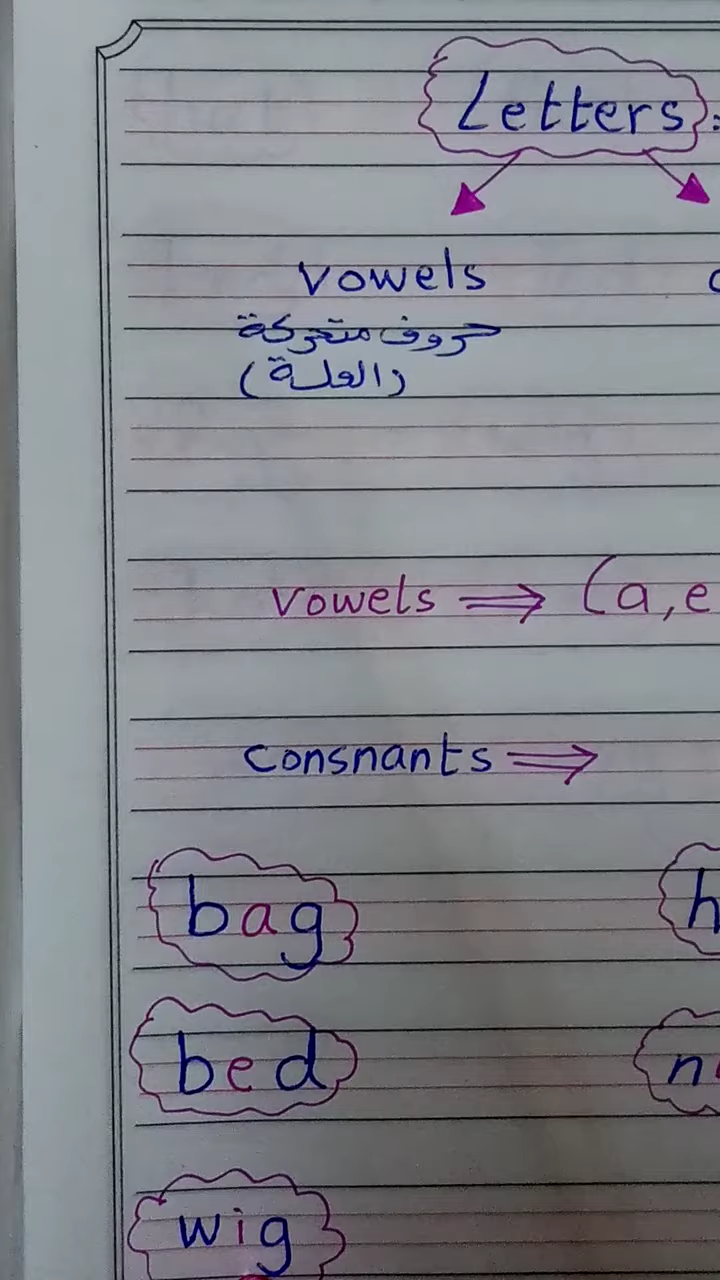 Letters:
vowels
حروف متحركة
(العلة)
vowels ⇒ (a, e
Consnants ⇒
bag h
bed n
wig